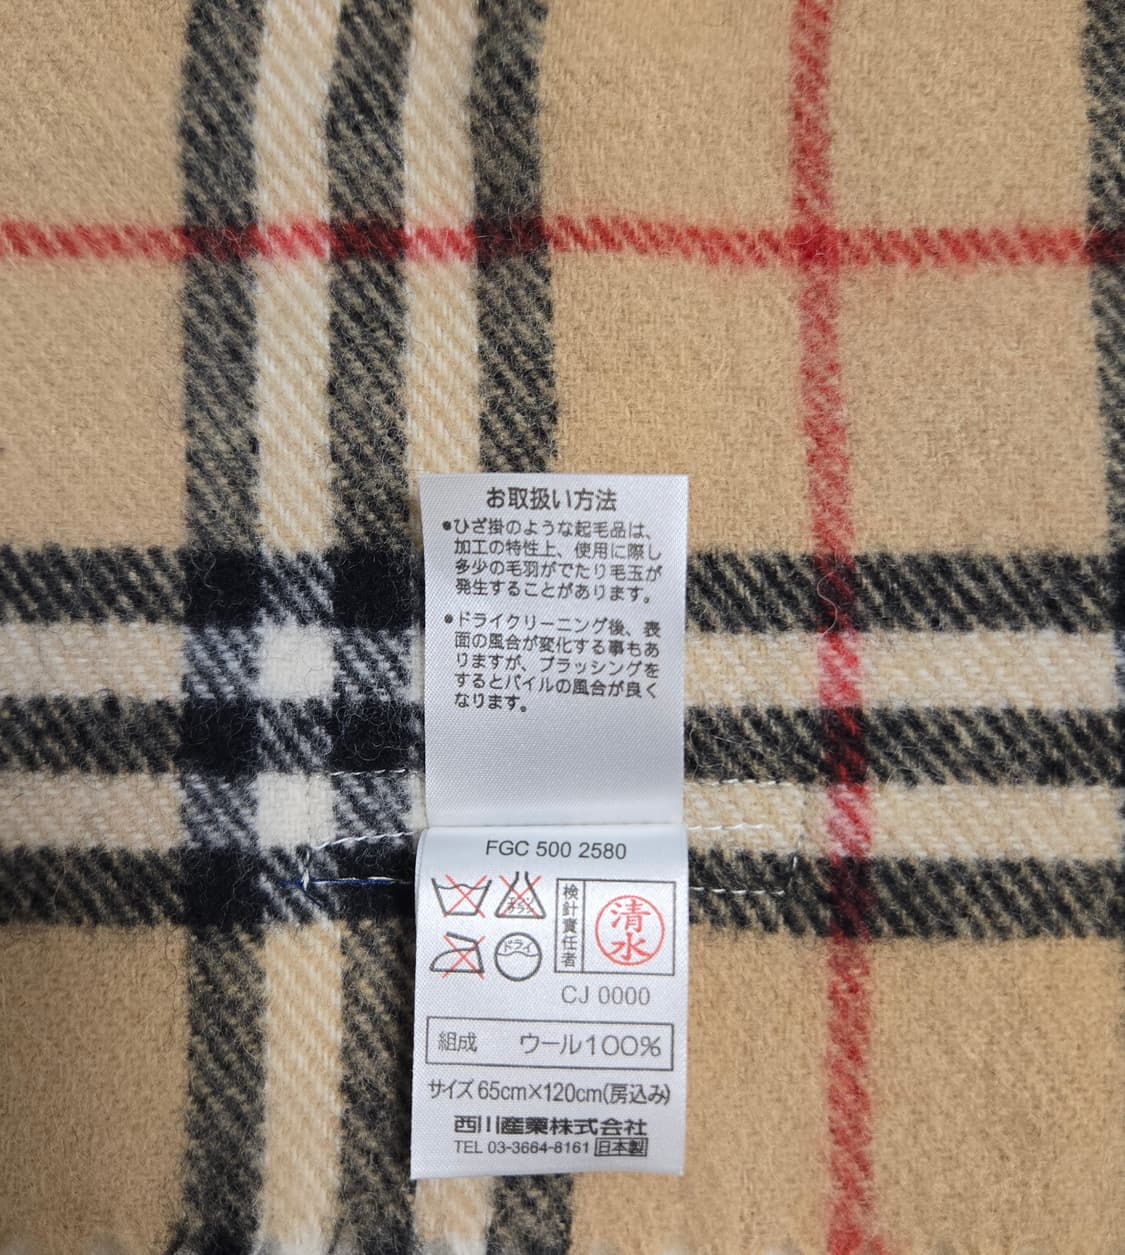 お取扱い方法
●ひざ掛のような起毛品は、
加工の特性上、使用に際し
多少の毛羽がでたり毛玉が
発生することがあります。
●ドライクリーニング後、表
面の風合が変化する事もあ
りますが、ブラッシングを
するとパイルの風合が良く
なります。
FGC 500 2580
エンソ
サラシ
ドライ
検針責任者
清水
CJ 0000
組成 ウール100%
サイズ 65cm×120cm(房込み)
西川産業株式会社
TEL 03-3664-8161 日本製